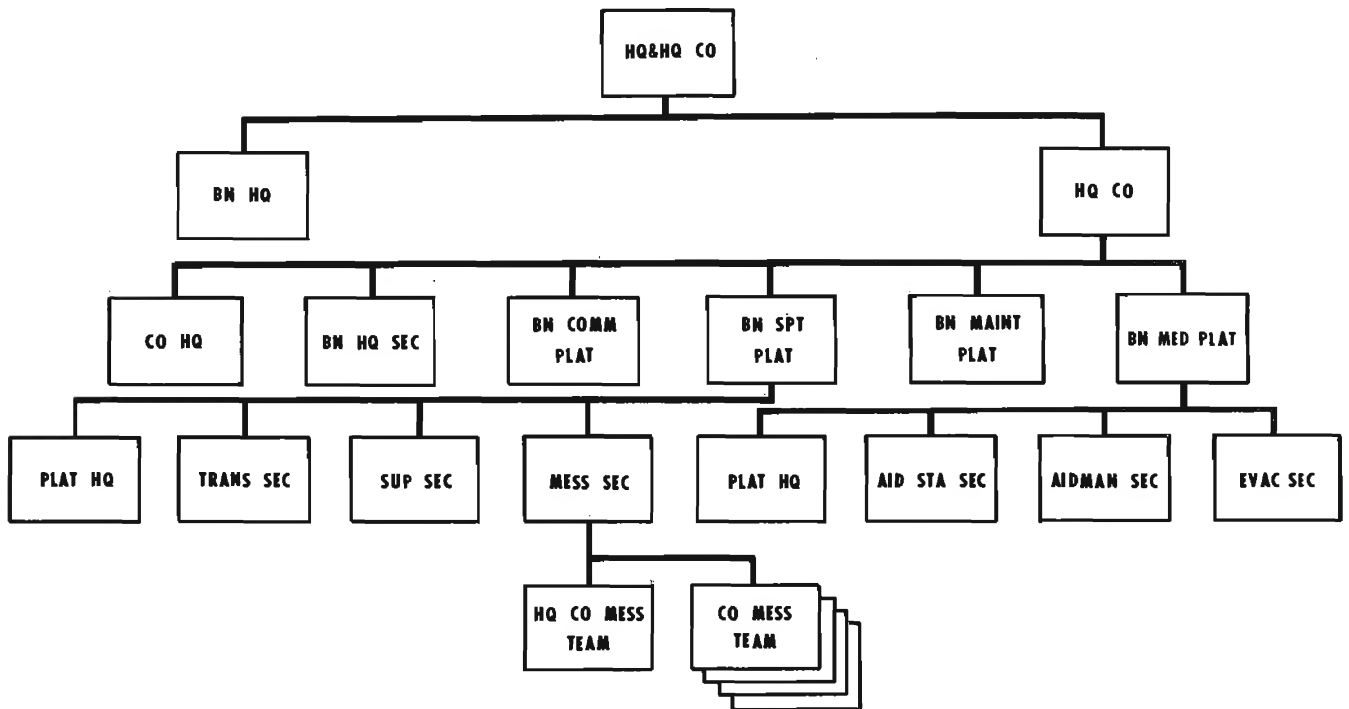 HQ&HQ CO
BN HQ
HQ CO
CO HQ
BN HQ SEC
BN COMM
PLAT
BN SPT
PLAT
BN MAINT
PLAT
BN MED PLAT
PLAT HQ
TRANS SEC
SUP SEC
MESS SEC
PLAT HQ
AID STA SEC
AIDMAN SEC
EVAC SEC
HQ CO MESS
TEAM
CO MESS
TEAM